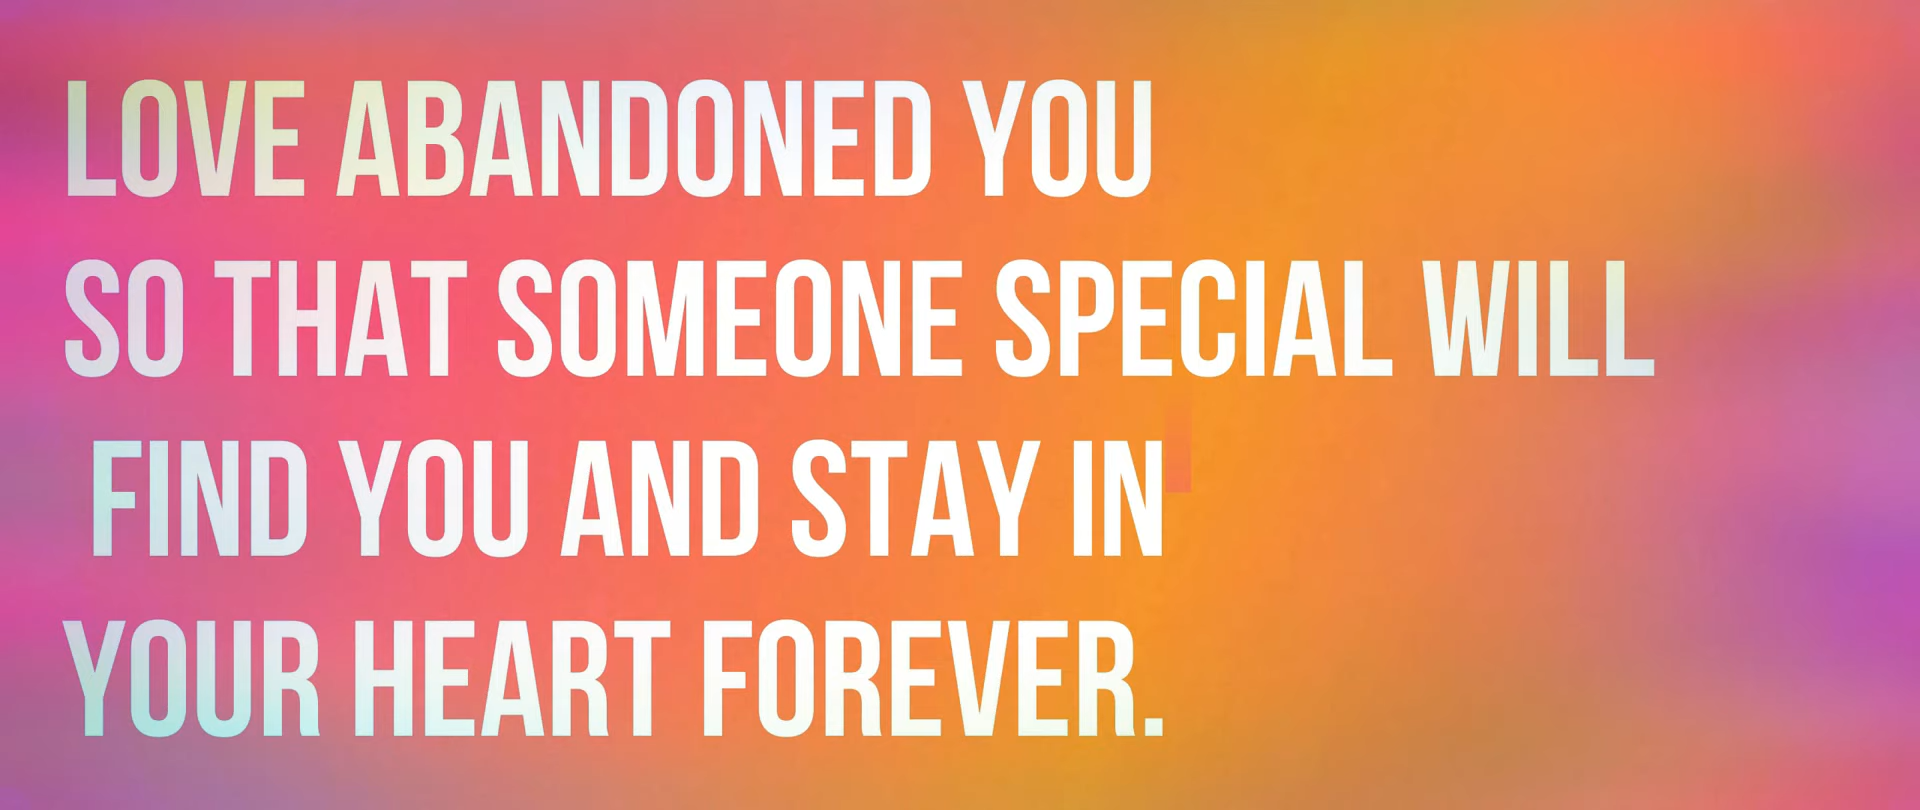 LOVE ABANDONED YOU
SO THAT SOMEONE SPECIAL WILL
FIND YOU AND STAY IN
YOUR HEART FOREVER.